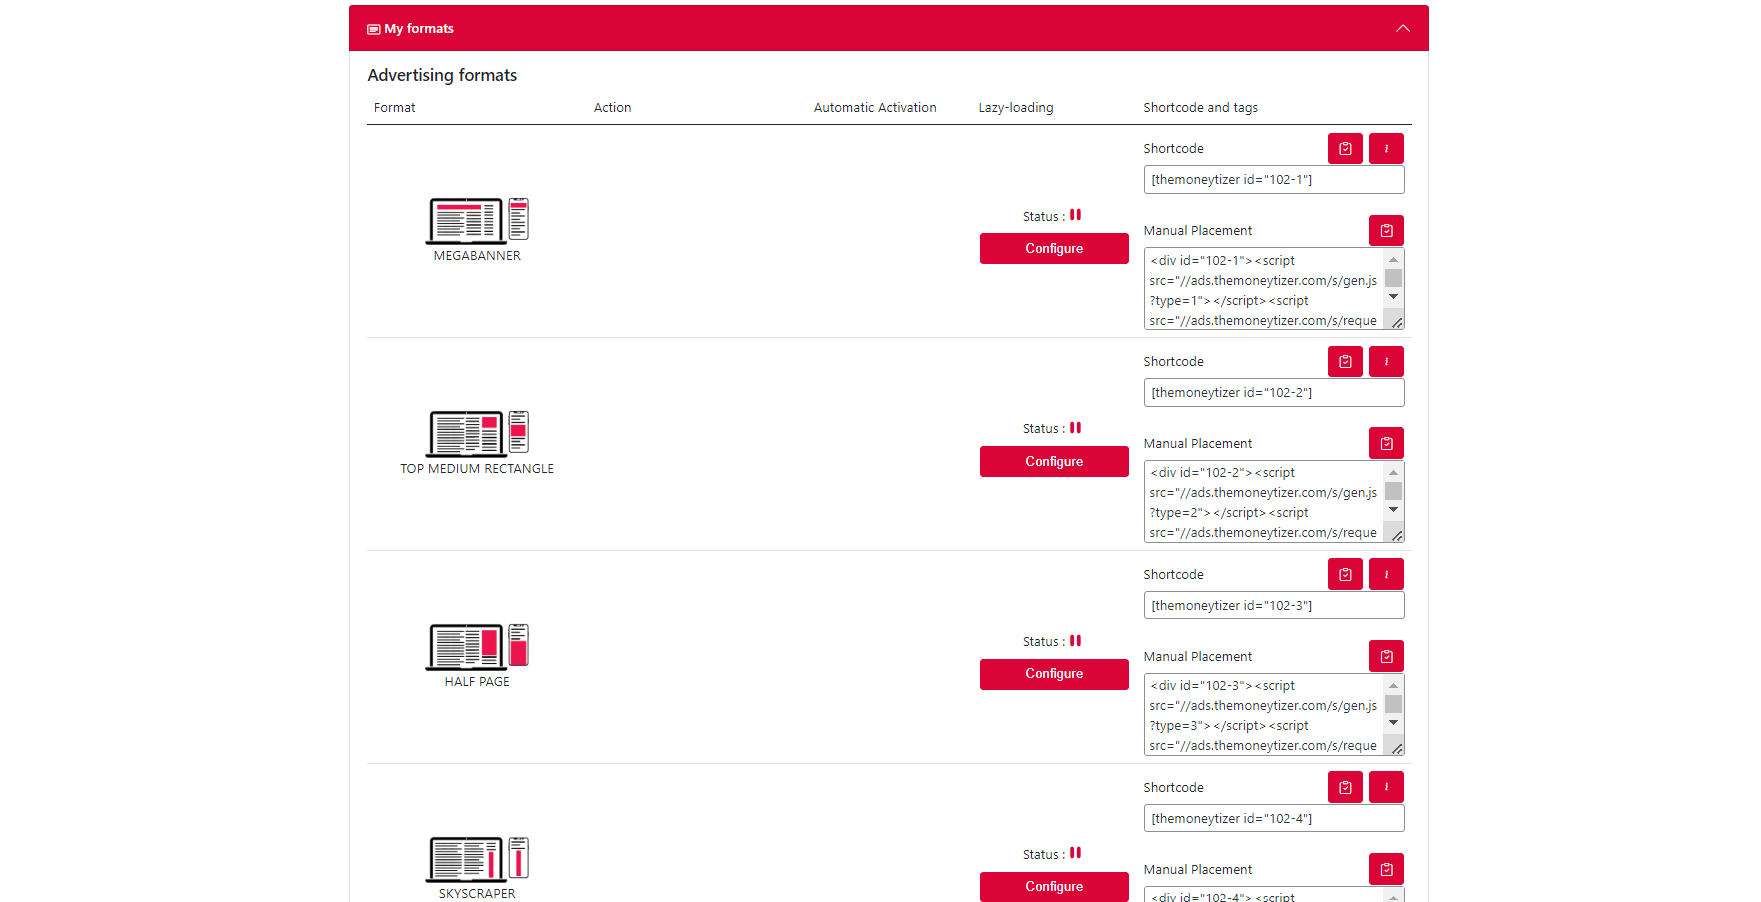 My formats
Advertising formats
Format Action Automatic Activation Lazy-loading Shortcode and tags
Shortcode
[themoneytizer id="102-1"]
Status :
Configure
MEGABANNER
Manual Placement
<div id="102-1"><script
src="//ads.themoneytizer.com/s/gen.js
?type=1"></script><script
src="//ads.themoneytizer.com/s/reque
Shortcode
[themoneytizer id="102-2"]
Status :
Configure
TOP MEDIUM RECTANGLE
Manual Placement
<div id="102-2"><script
src="//ads.themoneytizer.com/s/gen.js
?type=2"></script><script
src="//ads.themoneytizer.com/s/reque
Shortcode
[themoneytizer id="102-3"]
Status :
Configure
HALF PAGE
Manual Placement
<div id="102-3"><script
src="//ads.themoneytizer.com/s/gen.js
?type=3"></script><script
src="//ads.themoneytizer.com/s/reque
Shortcode
[themoneytizer id="102-4"]
Status :
Configure
SKYSCRAPER
Manual Placement
<div id="102-4"><script